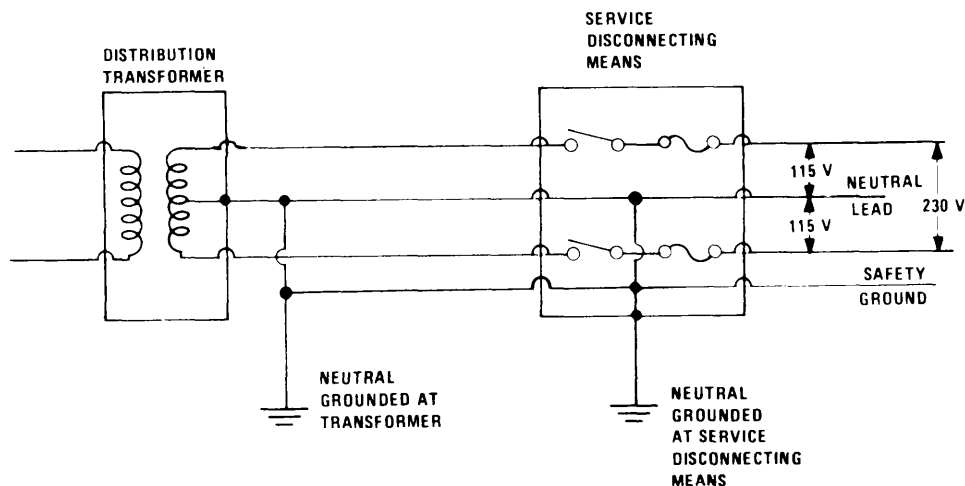 SERVICE
DISCONNECTING
MEANS
DISTRIBUTION
TRANSFORMER
115 V
NEUTRAL
LEAD
230 V
115 V
SAFETY
GROUND
NEUTRAL
GROUNDED AT
TRANSFORMER
NEUTRAL
GROUNDED
AT SERVICE
DISCONNECTING
MEANS